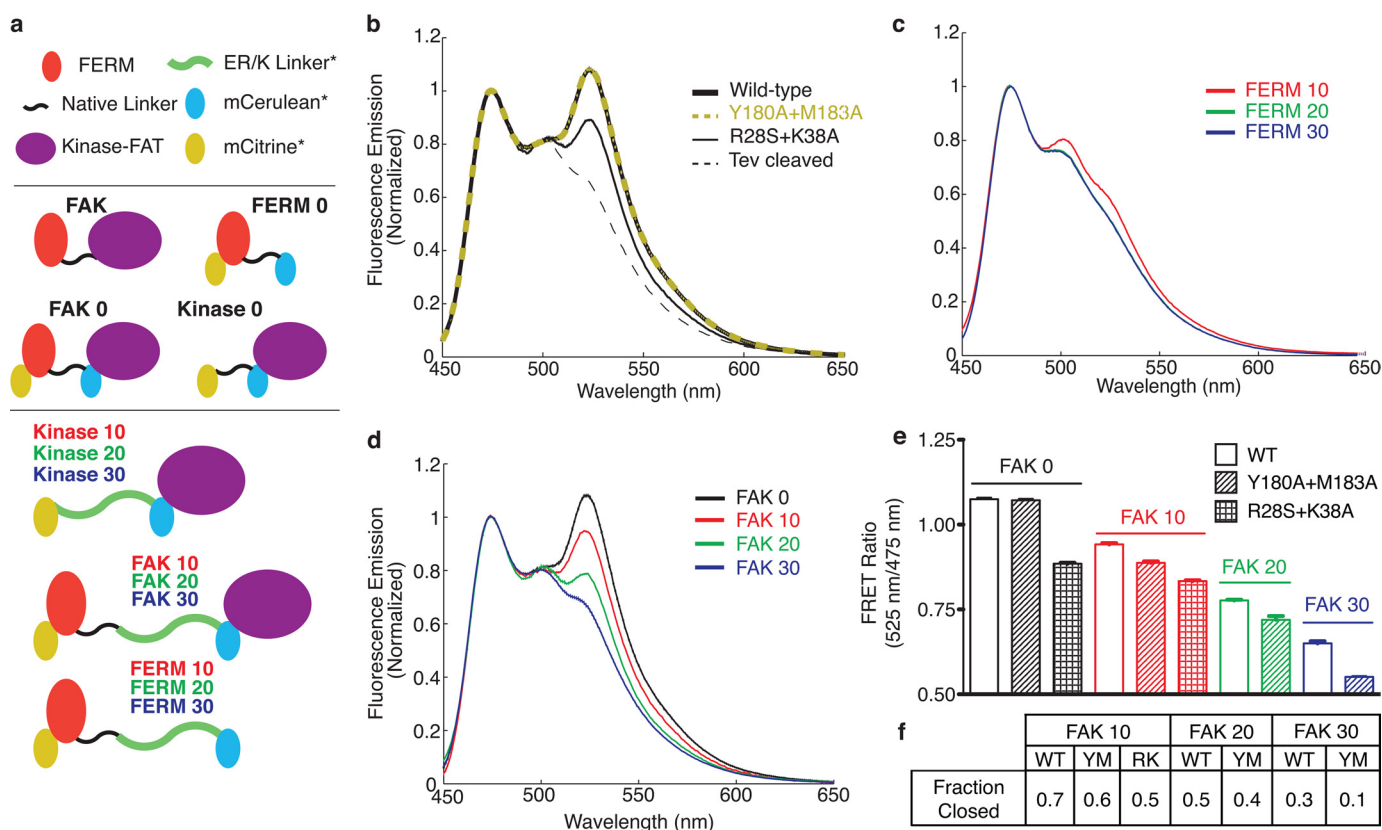 a
FERM
ER/K Linker*
Native Linker
mCerulean*
Kinase-FAT
mCitrine*
FAK
FERM 0
FAK 0
Kinase 0
Kinase 10
Kinase 20
Kinase 30
FAK 10
FAK 20
FAK 30
FERM 10
FERM 20
FERM 30
b
Fluorescence Emission
(Normalized)
1.2
1
0.8
0.6
0.4
0.2
0
450
500
550
600
650
Wavelength (nm)
Wild-type
Y180A+M183A
R28S+K38A
Tev cleaved
c
1.2
1
0.8
0.6
0.4
0.2
0
450
500
550
600
650
Wavelength (nm)
FERM 10
FERM 20
FERM 30
d
Fluorescence Emission
(Normalized)
1.2
1
0.8
0.6
0.4
0.2
0
450
500
550
600
650
Wavelength (nm)
FAK 0
FAK 10
FAK 20
FAK 30
e
FRET Ratio
(525 nm/475 nm)
1.25
1.00
0.75
0.50
FAK 0
FAK 10
FAK 20
FAK 30
WT
Y180A+M183A
R28S+K38A
f
FAK 10 FAK 20 FAK 30
WT YM RK WT YM WT YM
Fraction
Closed
0.7 0.6 0.5 0.5 0.4 0.3 0.1